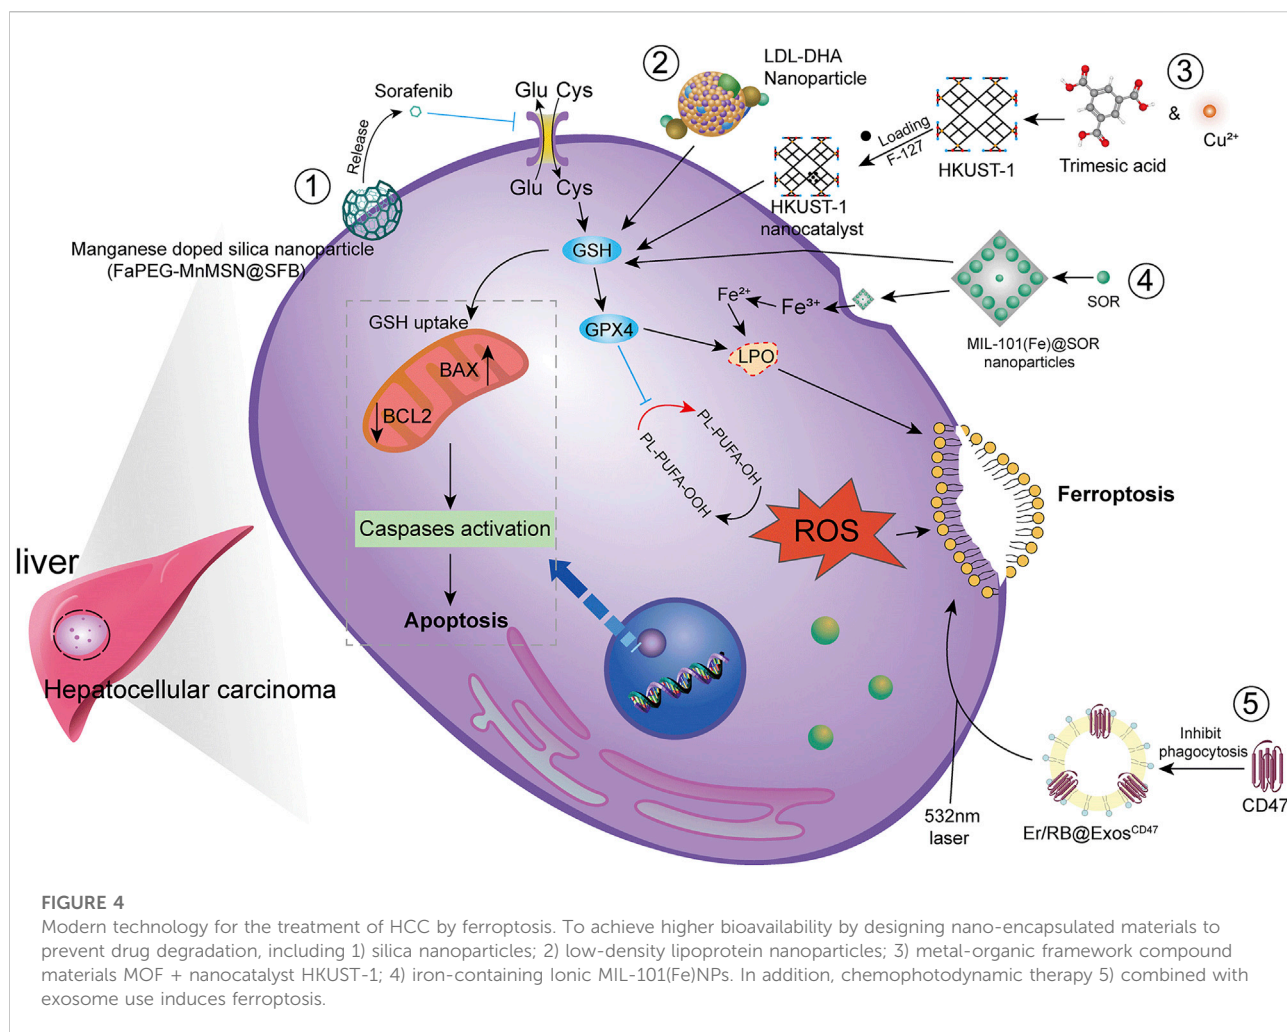 Sorafenib
Release
1
Manganese doped silica nanoparticle
(FaPEG-MnMSN@SFB)
Glu Cys
Glu Cys
2
LDL-DHA
Nanoparticle
3
Trimesic acid
&
Cu²⁺
HKUST-1
Loading
F-127
HKUST-1
nanocatalyst
4
SOR
MIL-101(Fe)@SOR
nanoparticles
GSH
GPX4
Fe²⁺
Fe³⁺
LPO
GSH uptake
BAX
BCL2
Caspases activation
Apoptosis
PL-PUFA-OH
PL-PUFA-OOH
ROS
Ferroptosis
liver
Hepatocellular carcinoma
5
Inhibit
phagocytosis
CD47
Er/RB@Exosᶜᴰ⁴⁷
532nm
laser
FIGURE 4
Modern technology for the treatment of HCC by ferroptosis. To achieve higher bioavailability by designing nano-encapsulated materials to
prevent drug degradation, including 1) silica nanoparticles; 2) low-density lipoprotein nanoparticles; 3) metal-organic framework compound
materials MOF + nanocatalyst HKUST-1; 4) iron-containing Ionic MIL-101(Fe)NPs. In addition, chemophotodynamic therapy 5) combined with
exosome use induces ferroptosis.